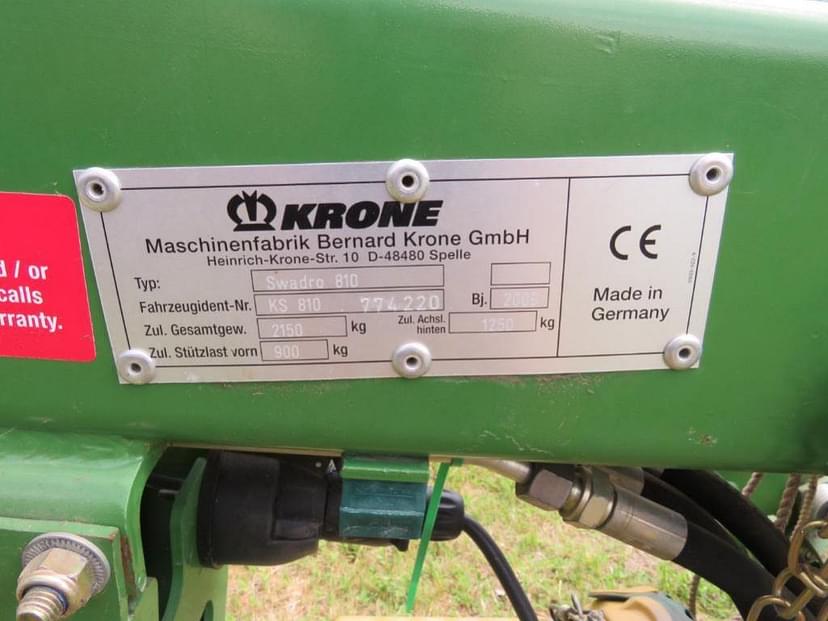 d / or
calls
rranty.
KRONE
Maschinenfabrik Bernard Krone GmbH
Heinrich-Krone-Str. 10 D-48480 Spelle
Typ: Swadro 810
Fahrzeugident-Nr. KS 810 774220 Bj.
Zul. Gesamtgew. 2150 kg Zul. Achsl. hinten 1250 kg
Zul. Stützlast vorn 900 kg
CE
Made in
Germany